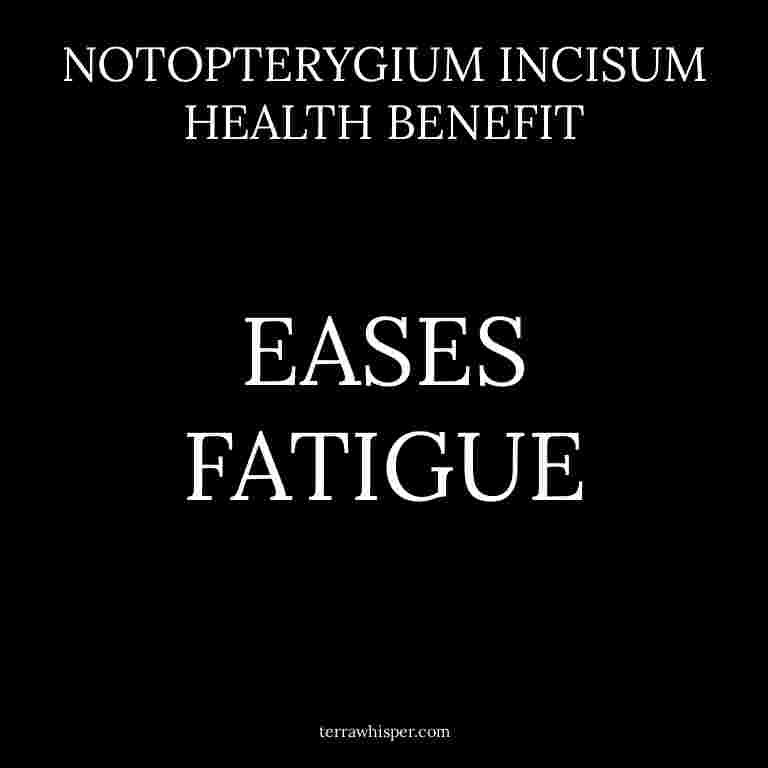 NOTOPTERYGIUM INCISUM
HEALTH BENEFIT
EASES
FATIGUE
terrawhisper.com